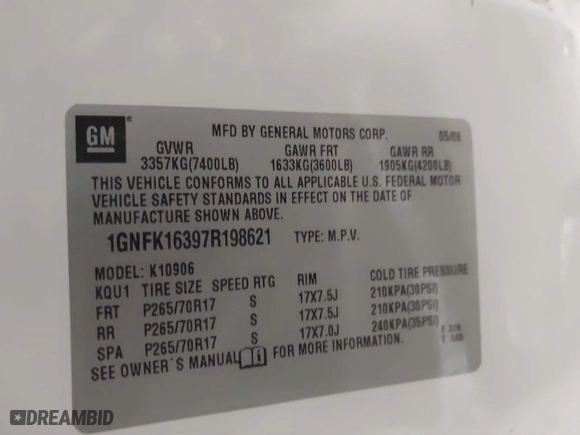 GM
MFD BY GENERAL MOTORS CORP. 05/06
GVWR GAWR FRT GAWR RR
3357KG(7400LB) 1633KG(3600LB) 1905KG(4200LB)
THIS VEHICLE CONFORMS TO ALL APPLICABLE U.S. FEDERAL MOTOR
VEHICLE SAFETY STANDARDS IN EFFECT ON THE DATE OF
MANUFACTURE SHOWN ABOVE.
1GNFK16397R198621 TYPE: M.P.V.
MODEL: K10906
KQU1 TIRE SIZE SPEED RTG RIM COLD TIRE PRESSURE
FRT P265/70R17 S 17X7.5J 210KPA(30PSI)
RR P265/70R17 S 17X7.5J 210KPA(30PSI)
SPA P265/70R17 S 17X7.0J 240KPA(35PSI)
SEE OWNER'S MANUAL FOR MORE INFORMATION.
DREAMBID